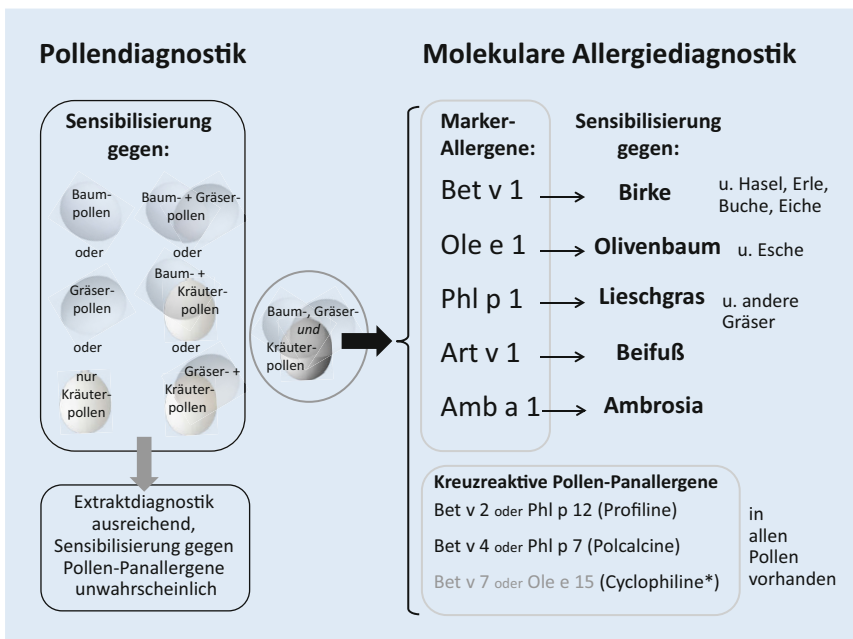 Pollendiagnostik
Sensibilisierung
gegen:
Baum-
pollen
oder
Gräser-
pollen
oder
nur
Kräuter-
pollen
Baum- + Gräser-
pollen
oder
Baum- +
Kräuter-
pollen
oder
Gräser- +
Kräuter-
pollen
Extraktdiagnostik
ausreichend,
Sensibilisierung gegen
Pollen-Panallergene
unwahrscheinlich
Baum-, Gräser-
und
Kräuter-
pollen
Molekulare Allergiediagnostik
Marker-
Allergene:
Sensibilisierung
gegen:
Bet v 1 → Birke u. Hasel, Erle,
Buche, Eiche
Ole e 1 → Olivenbaum u. Esche
Phl p 1 → Lieschgras u. andere
Gräser
Art v 1 → Beifuß
Amb a 1 → Ambrosia
Kreuzreaktive Pollen-Panallergene
Bet v 2 oder Phl p 12 (Profiline)
Bet v 4 oder Phl p 7 (Polcalcine)
Bet v 7 oder Ole e 15 (Cyclophiline*)
in
allen
Pollen
vorhanden